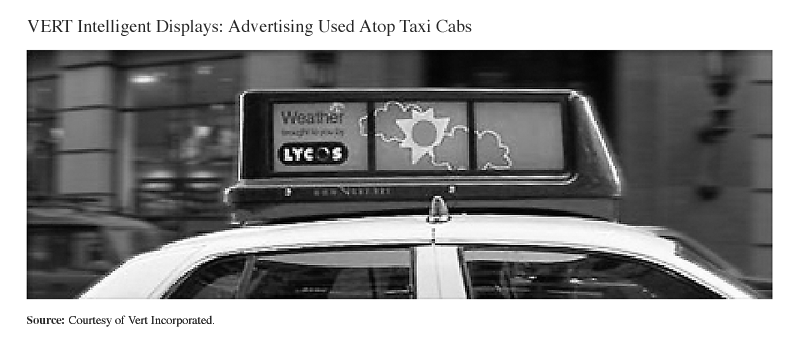 VERT Intelligent Displays: Advertising Used Atop Taxi Cabs
Weather
brought to you by
LYCOS
Source: Courtesy of Vert Incorporated.